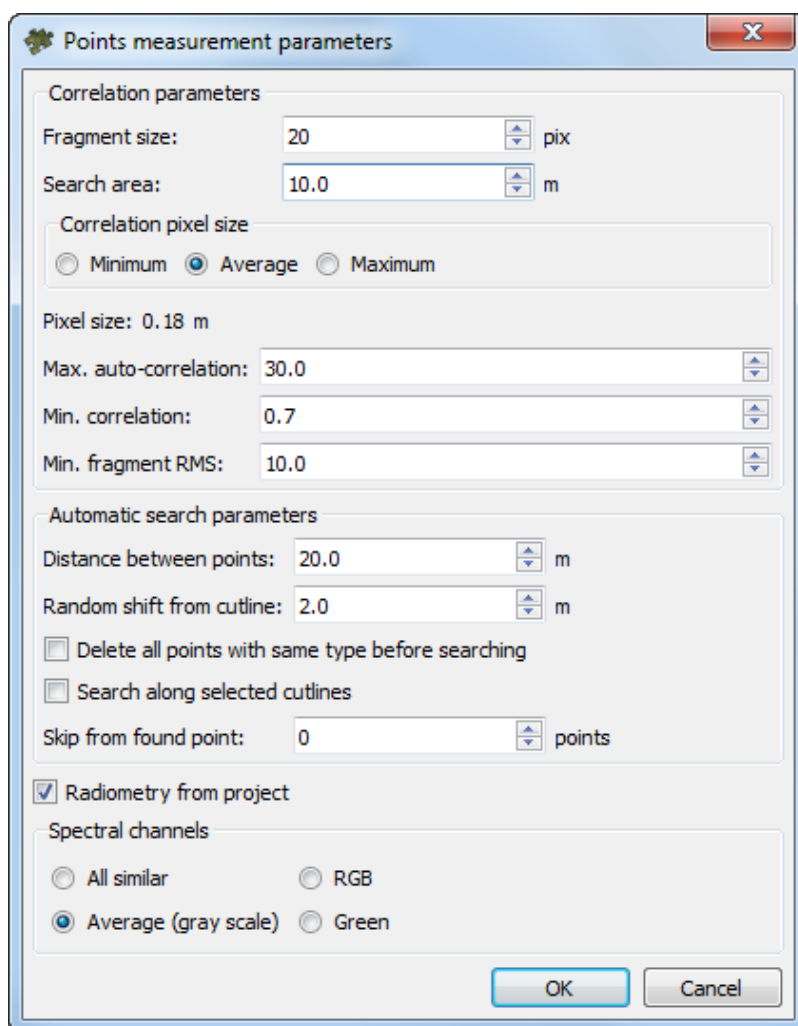 Points measurement parameters
Correlation parameters
Fragment size: 20 pix
Search area: 10.0 m
Correlation pixel size
Minimum Average Maximum
Pixel size: 0.18 m
Max. auto-correlation: 30.0
Min. correlation: 0.7
Min. fragment RMS: 10.0
Automatic search parameters
Distance between points: 20.0 m
Random shift from cutline: 2.0 m
Delete all points with same type before searching
Search along selected cutlines
Skip from found point: 0 points
Radiometry from project
Spectral channels
All similar RGB
Average (gray scale) Green
OK Cancel